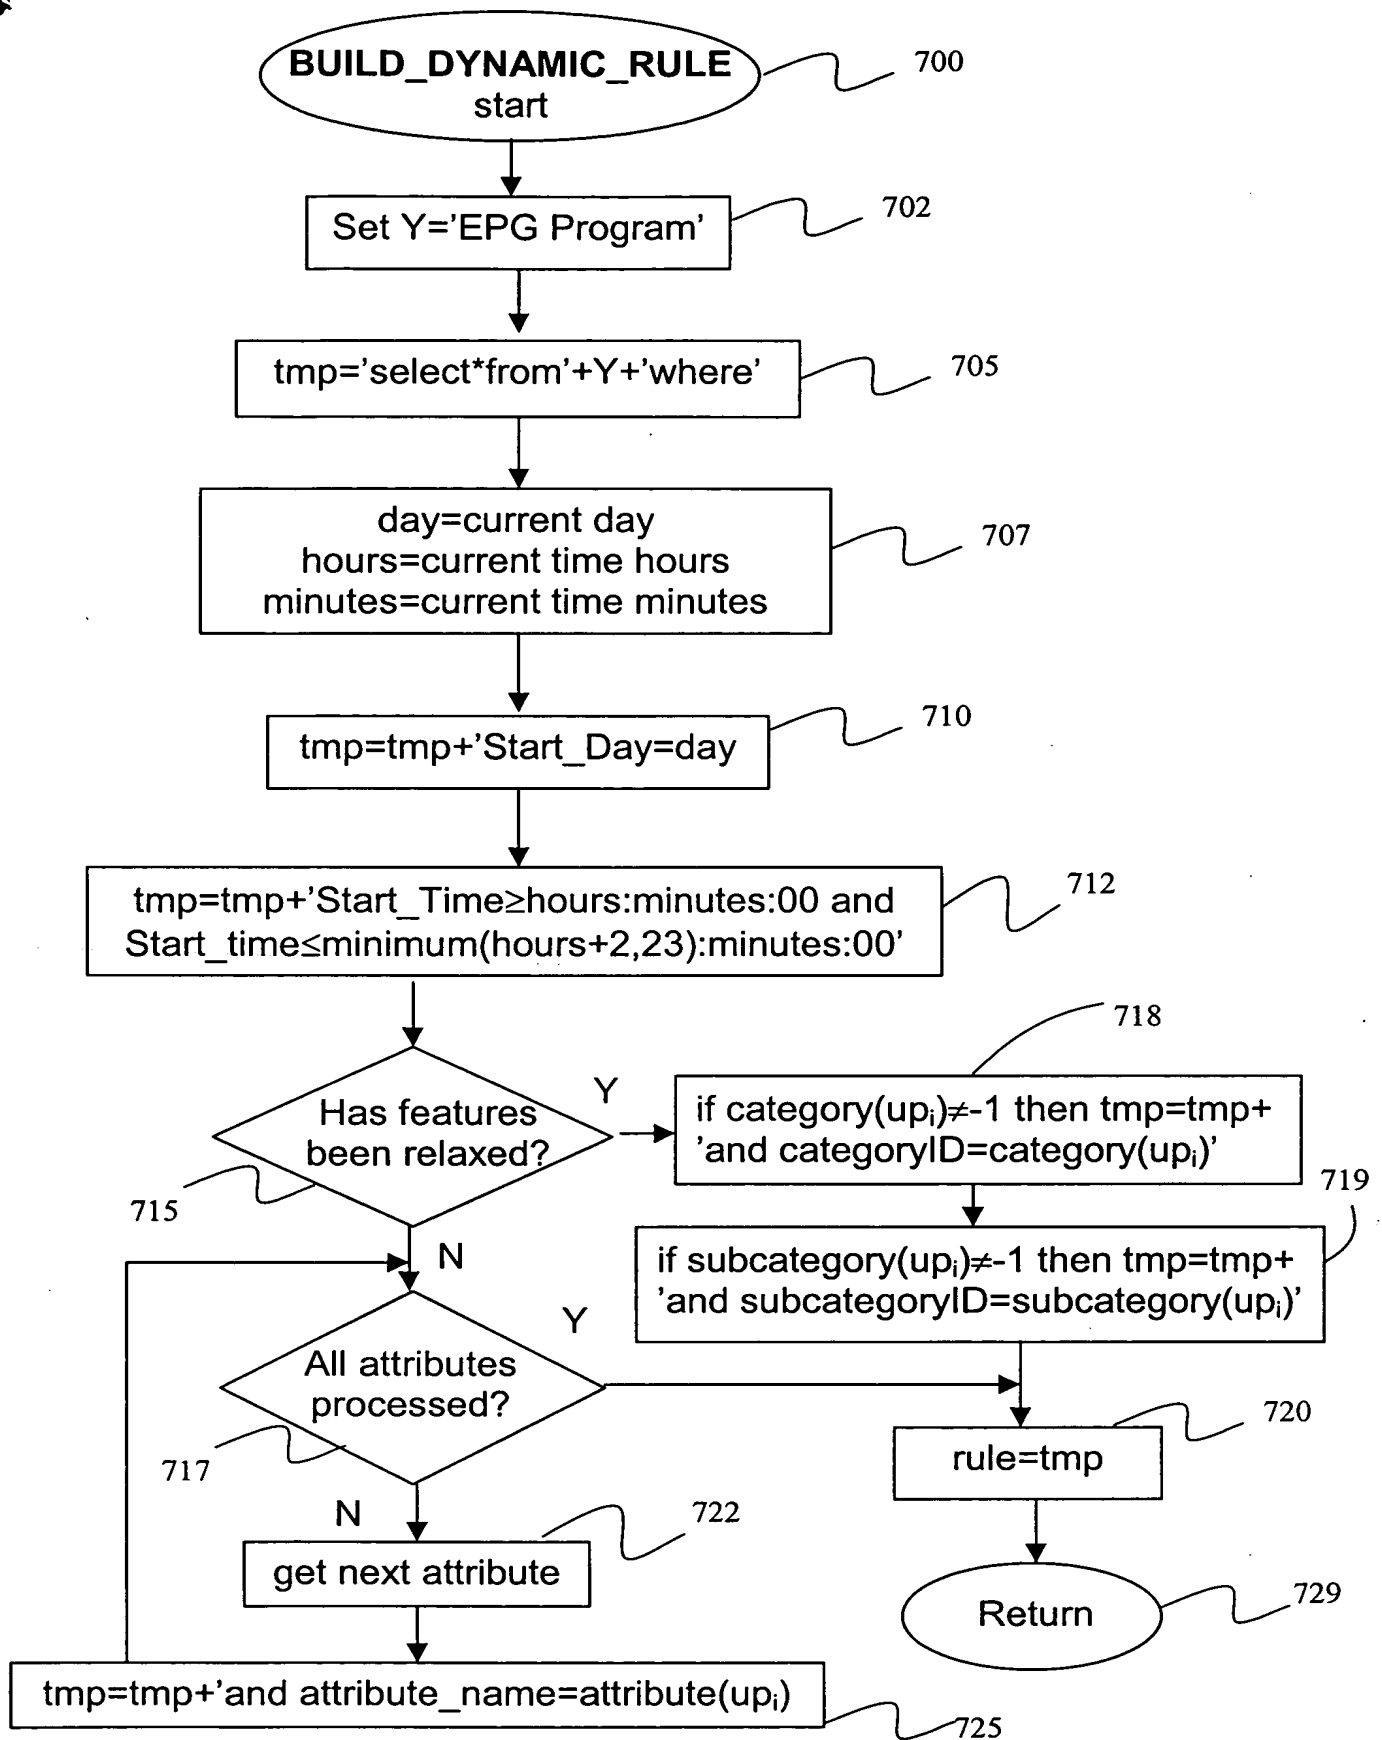 BUILD_DYNAMIC_RULE
start
700
Set Y='EPG Program'
702
tmp='select*from'+Y+'where'
705
day=current day
hours=current time hours
minutes=current time minutes
707
tmp=tmp+'Start_Day=day
710
tmp=tmp+'Start_Time≥hours:minutes:00 and
Start_time≤minimum(hours+2,23):minutes:00'
712
Has features
been relaxed?
715
Y
N
718
if category(upᵢ)≠-1 then tmp=tmp+
'and categoryID=category(upᵢ)'
719
if subcategory(upᵢ)≠-1 then tmp=tmp+
'and subcategoryID=subcategory(upᵢ)'
All attributes
processed?
717
Y
N
720
rule=tmp
722
get next attribute
Return
729
tmp=tmp+'and attribute_name=attribute(upᵢ)
725